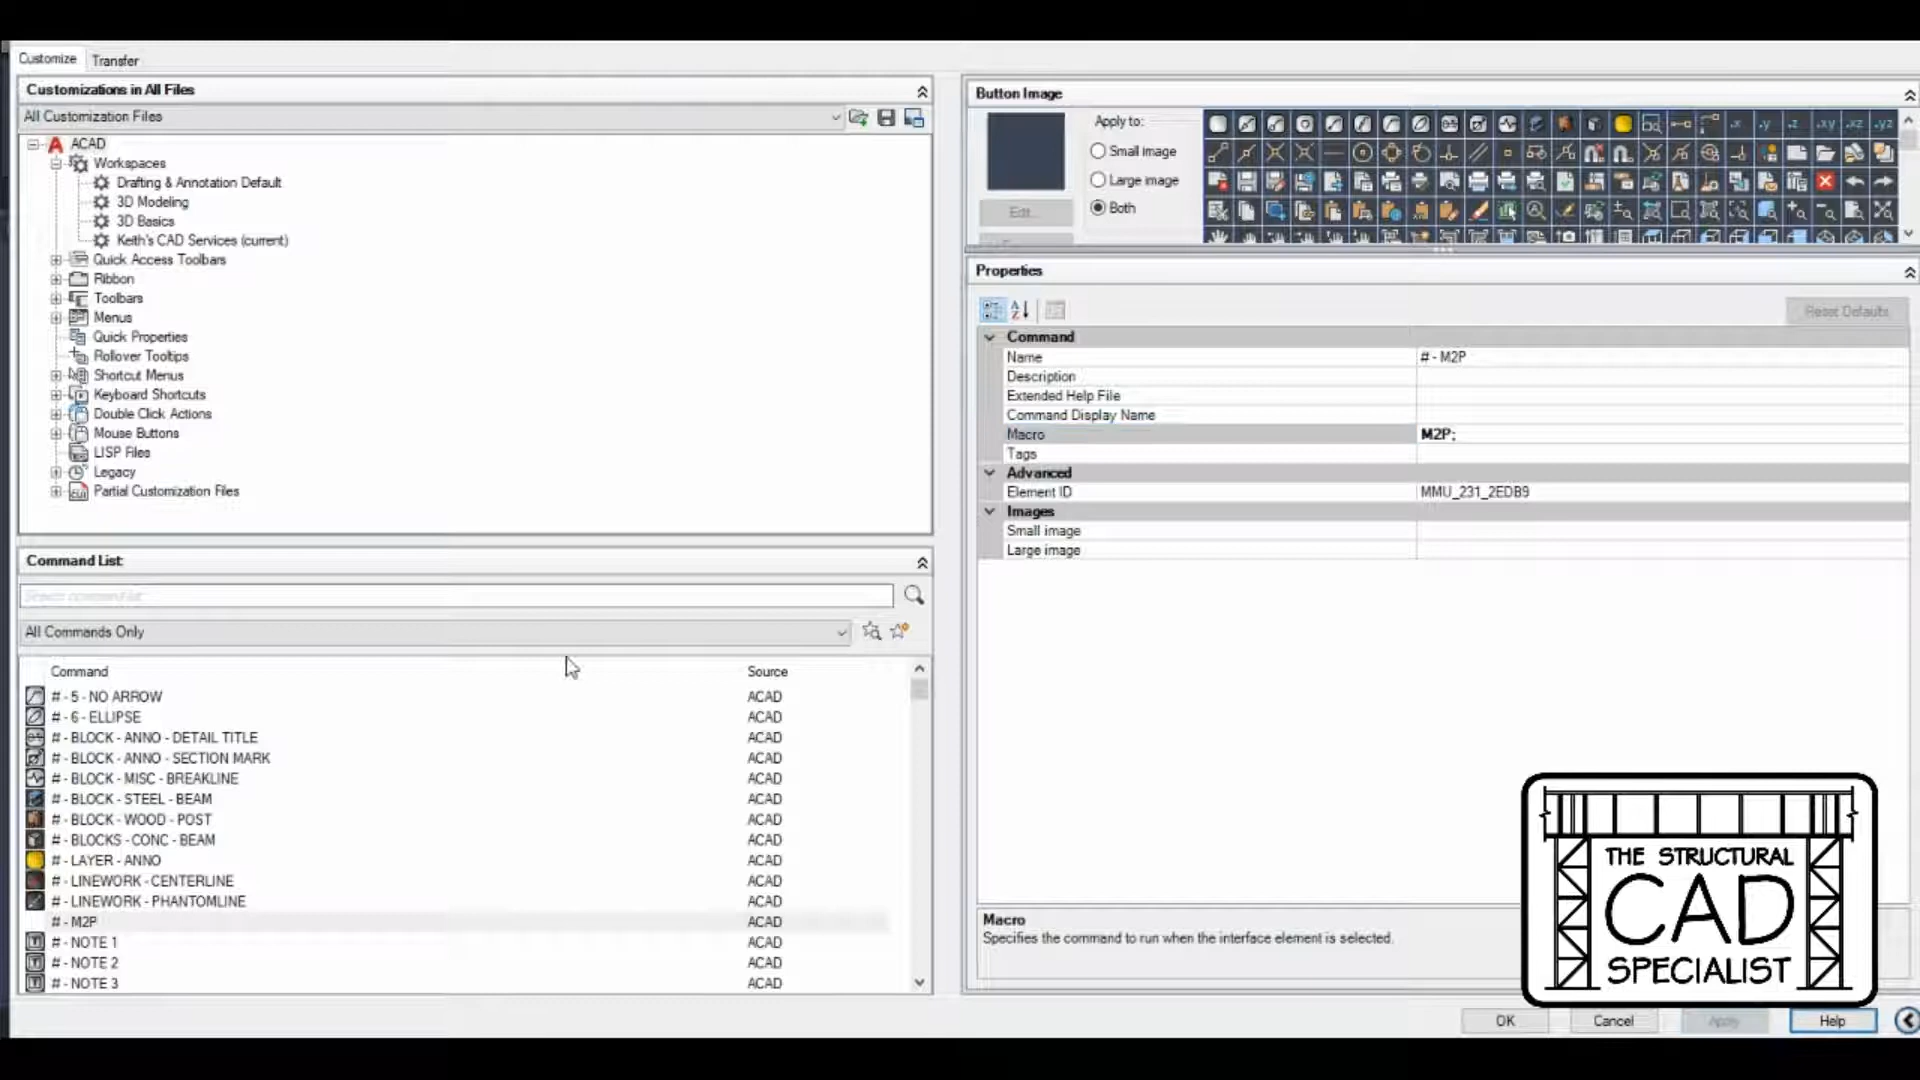 Customize
Transfer
Customizations in All Files
All Customization Files
ACAD
Workspaces
Drafting & Annotation Default
3D Modeling
3D Basics
Keith's CAD Services (current)
Quick Access Toolbars
Ribbon
Toolbars
Menus
Quick Properties
Rollover Tooltips
Shortcut Menus
Keyboard Shortcuts
Double Click Actions
Mouse Buttons
LISP Files
Legacy
Partial Customization Files
Command List:
Search command list
All Commands Only
Command Source
# - 5 - NO ARROW ACAD
# - 6 - ELLIPSE ACAD
# - BLOCK - ANNO - DETAIL TITLE ACAD
# - BLOCK - ANNO - SECTION MARK ACAD
# - BLOCK - MISC - BREAKLINE ACAD
# - BLOCK - STEEL - BEAM ACAD
# - BLOCK - WOOD - POST ACAD
# - BLOCKS - CONC - BEAM ACAD
# - LAYER - ANNO ACAD
# - LINEWORK - CENTERLINE ACAD
# - LINEWORK - PHANTOMLINE ACAD
# - M2P ACAD
# - NOTE 1 ACAD
# - NOTE 2 ACAD
# - NOTE 3 ACAD
Button Image
Apply to:
Small image
Large image
Both
Edit...
Properties
Reset Defaults
Command
Name # - M2P
Description
Extended Help File
Command Display Name
Macro M2P;
Tags
Advanced
Element ID MMU_231_2EDB9
Images
Small image
Large image
Macro
Specifies the command to run when the interface element is selected.
THE STRUCTURAL
CAD
SPECIALIST
OK
Cancel
Apply
Help